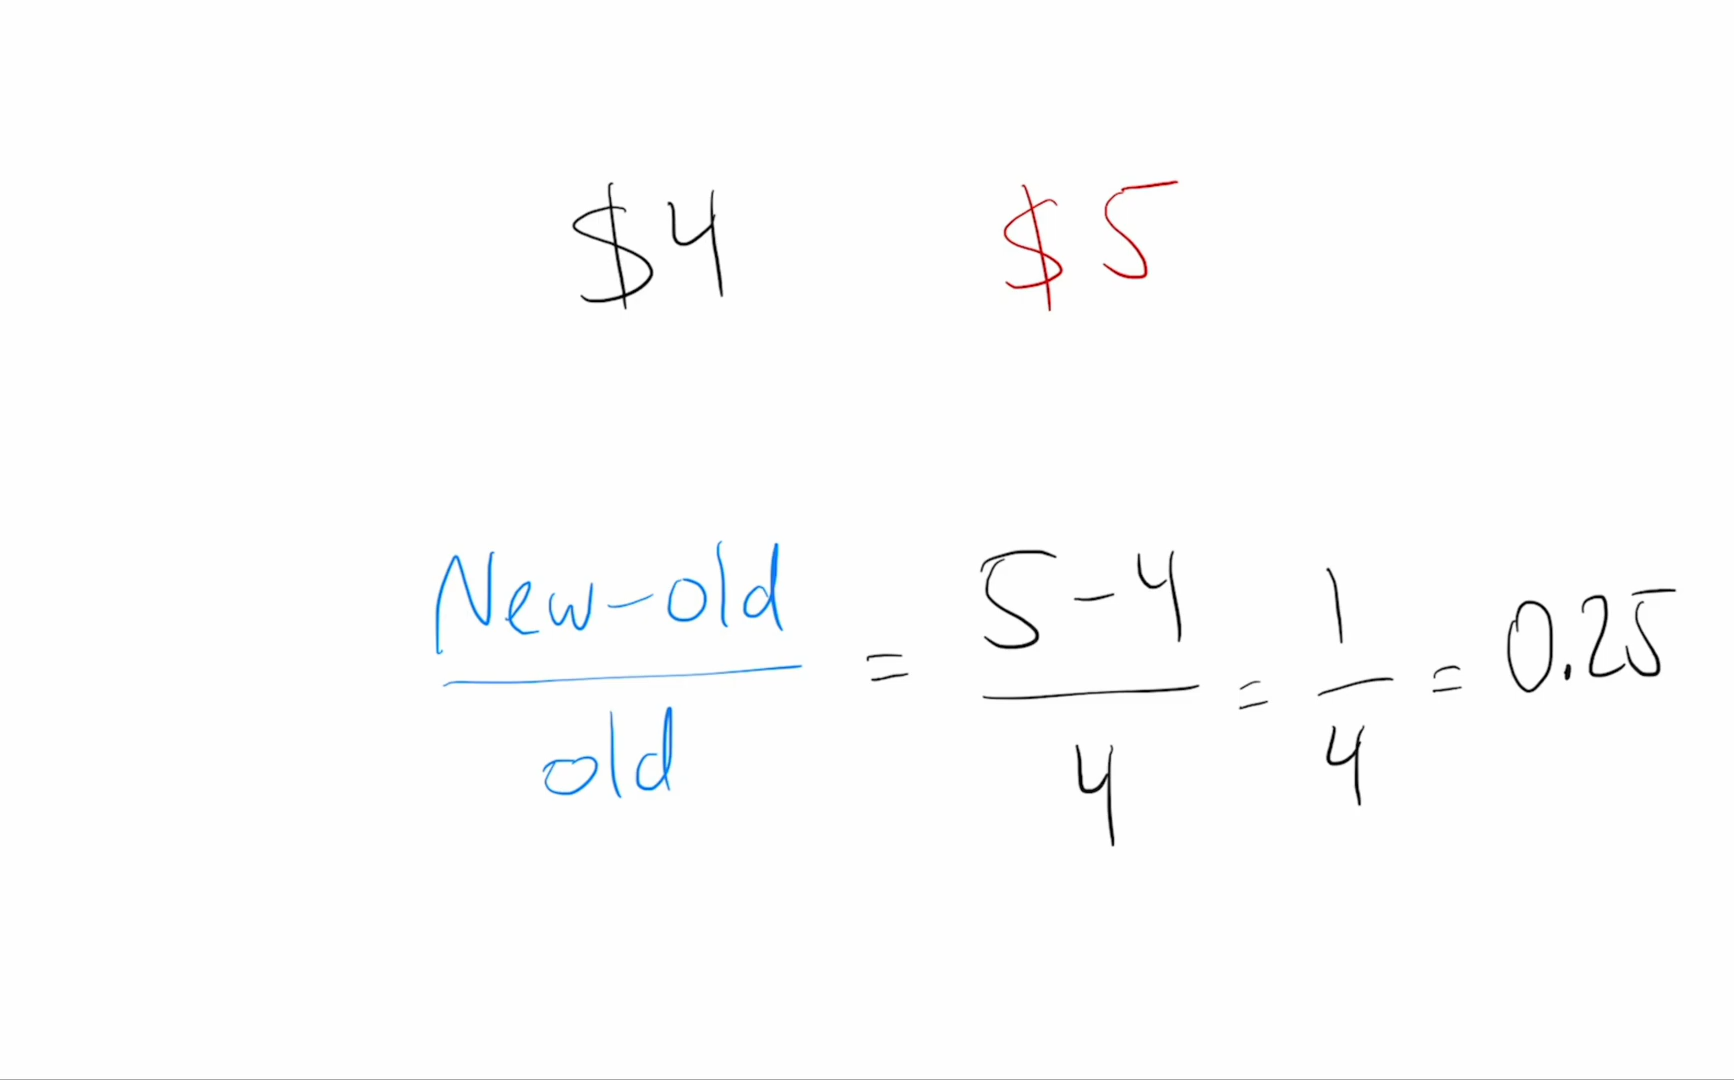 $4 $5
New-old / old = 5-4 / 4 = 1 / 4 = 0.25